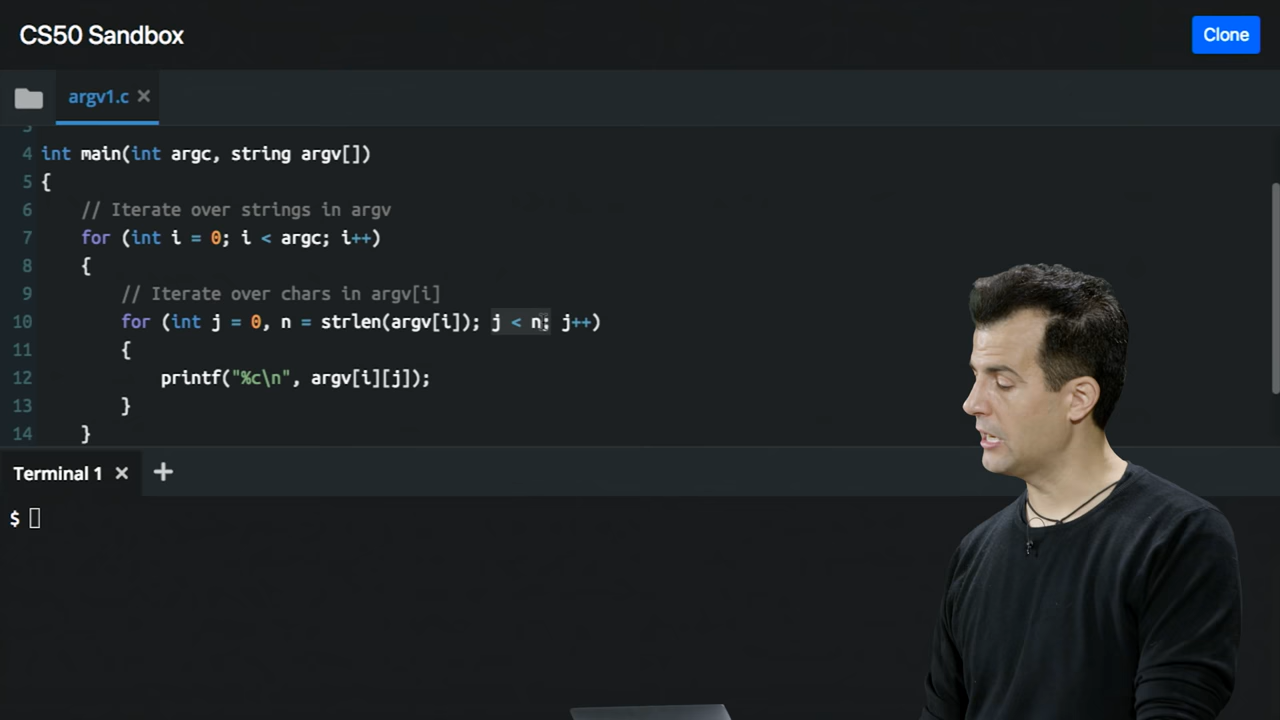 CS50 Sandbox
Clone
argv1.c
3
4 int main(int argc, string argv[])
5 {
6 // Iterate over strings in argv
7 for (int i = 0; i < argc; i++)
8 {
9 // Iterate over chars in argv[i]
10 for (int j = 0, n = strlen(argv[i]); j < n; j++)
11 {
12 printf("%c\n", argv[i][j]);
13 }
14 }
Terminal 1
$